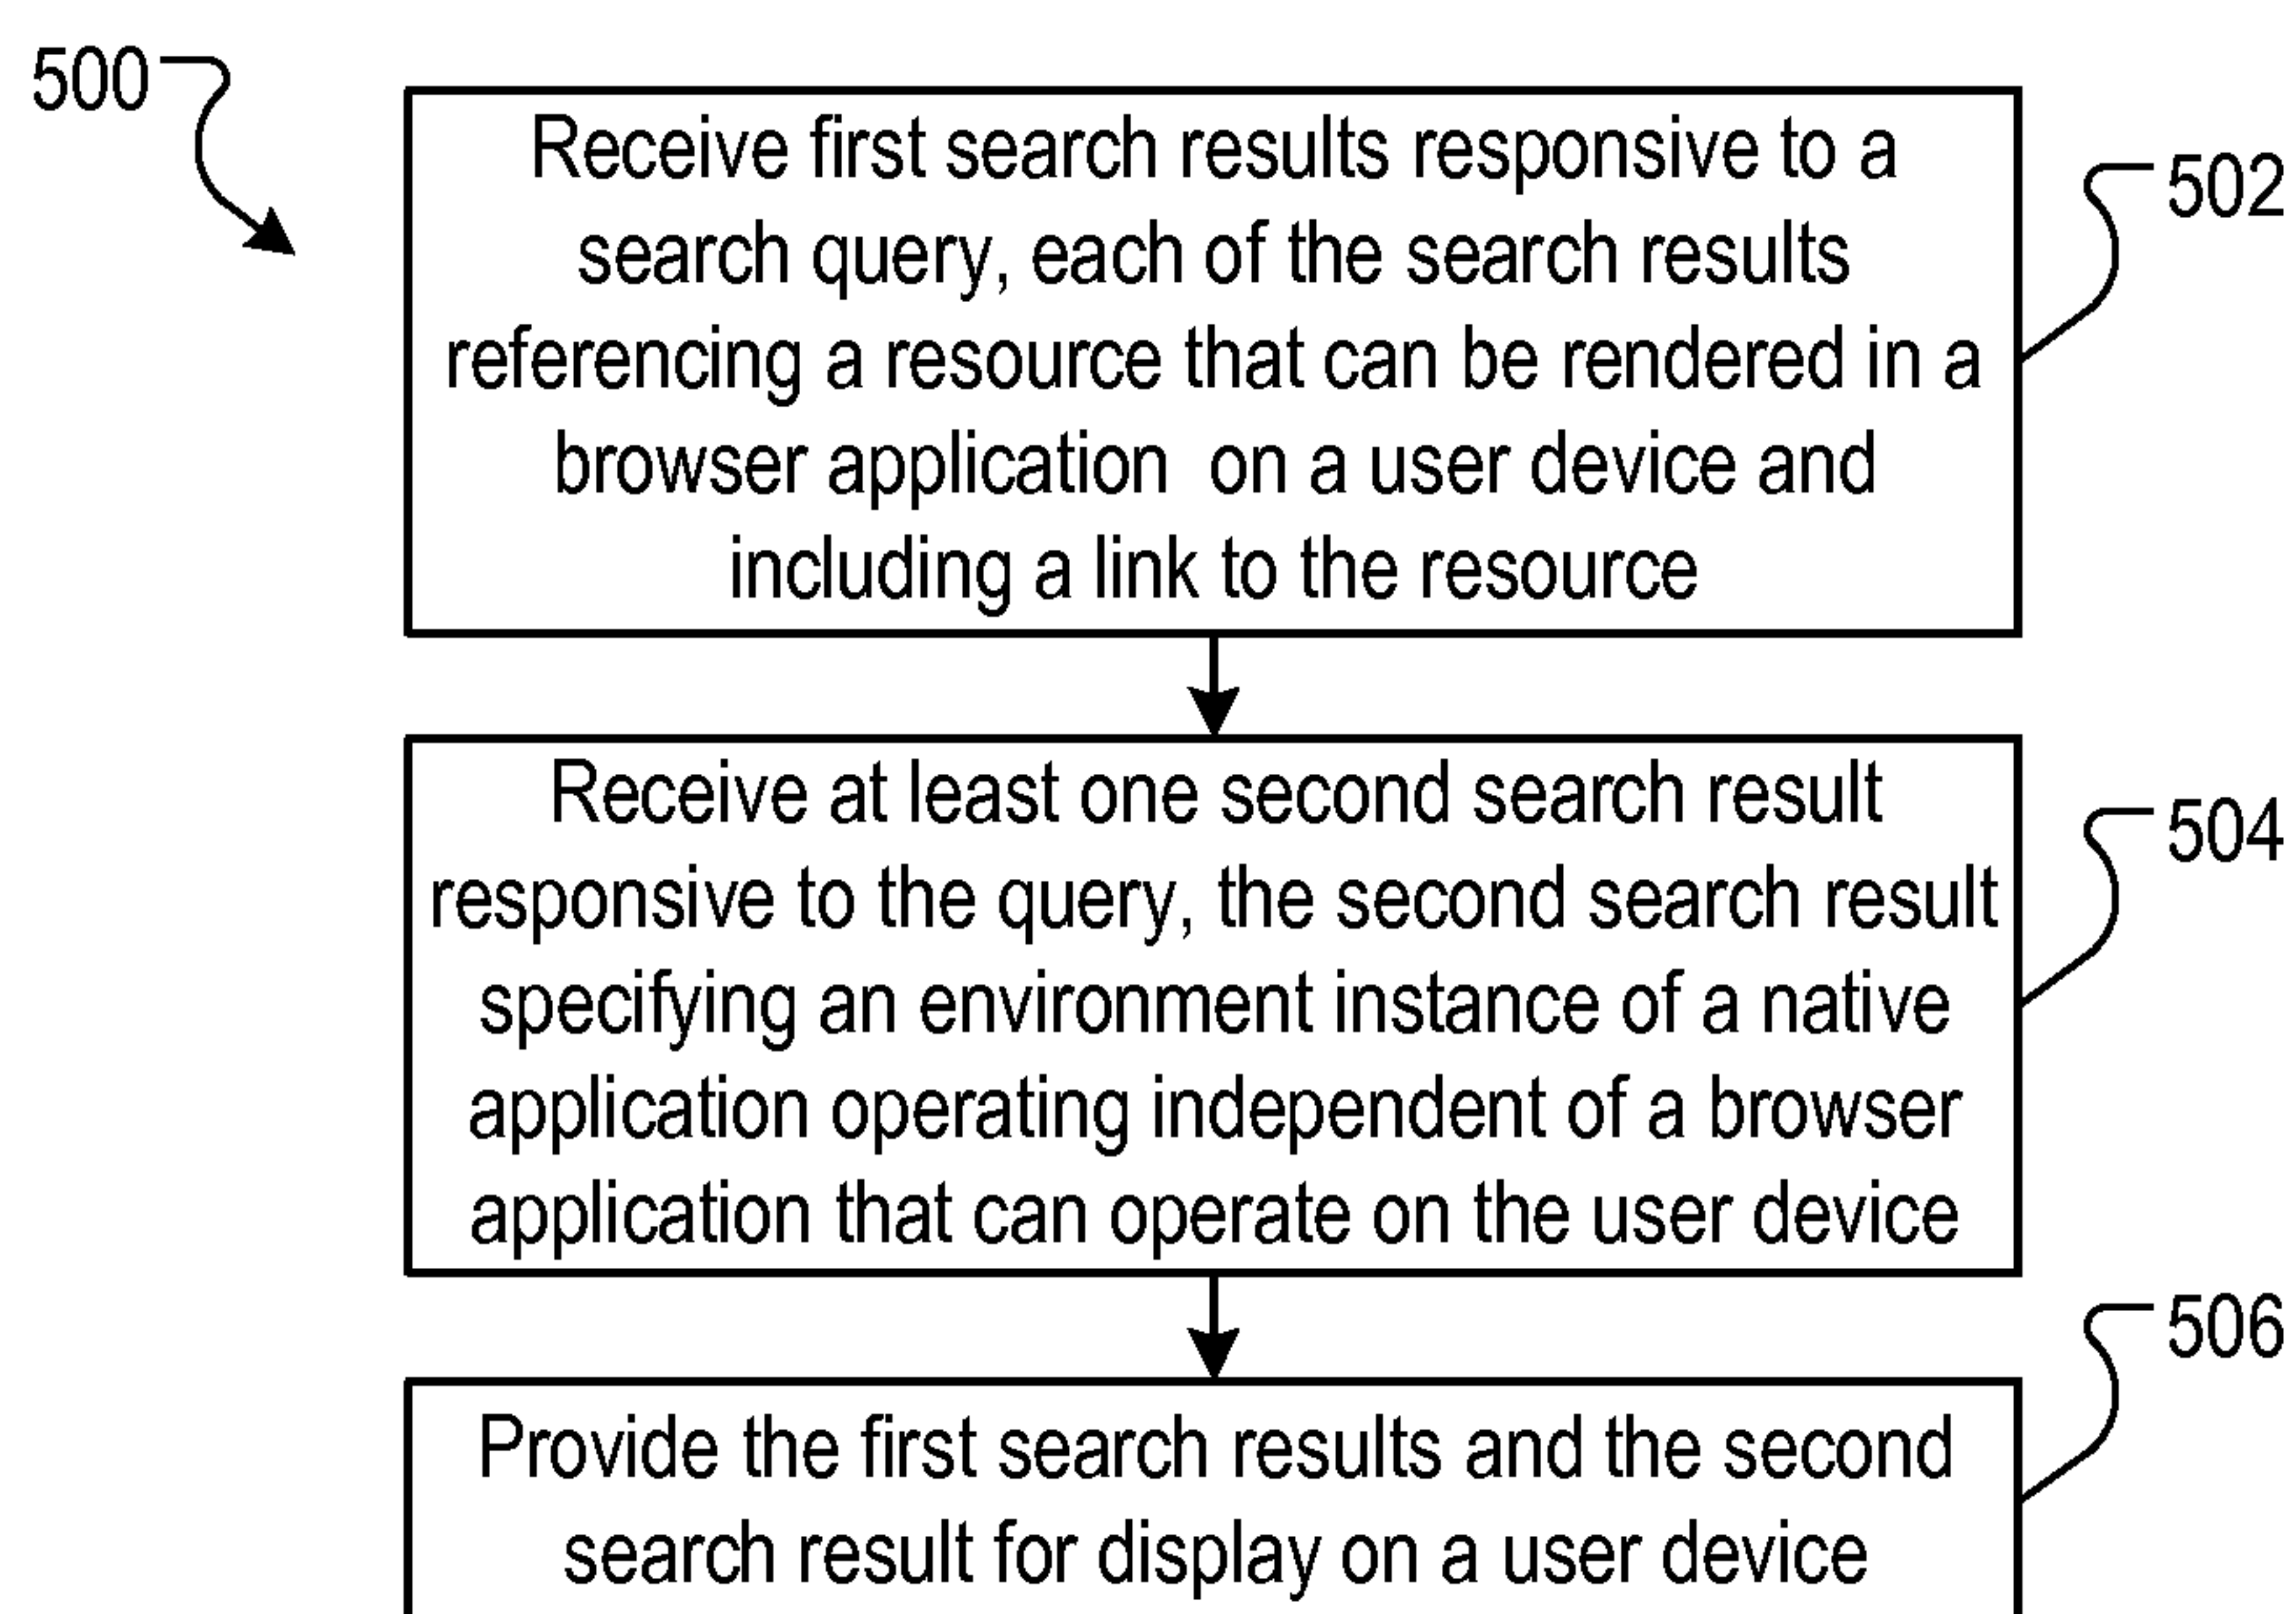 500
Receive first search results responsive to a
search query, each of the search results
referencing a resource that can be rendered in a
browser application on a user device and
including a link to the resource
502
Receive at least one second search result
responsive to the query, the second search result
specifying an environment instance of a native
application operating independent of a browser
application that can operate on the user device
504
Provide the first search results and the second
search result for display on a user device
506